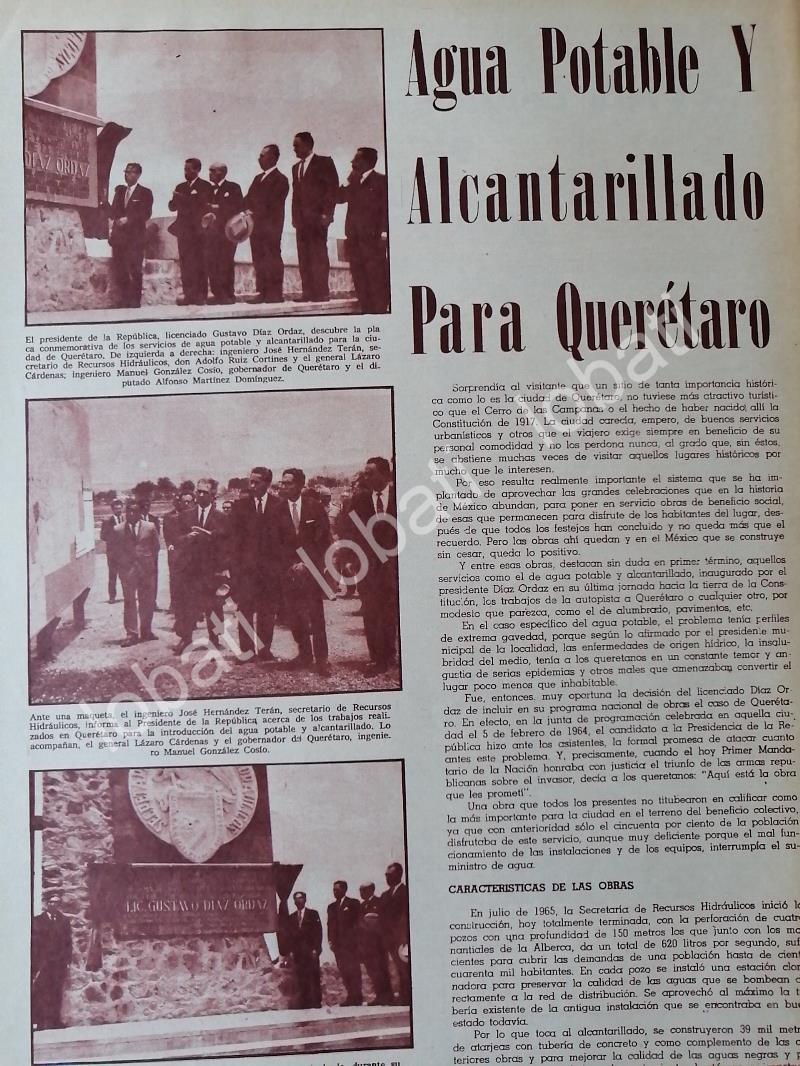 Agua Potable Y
Alcantarillado
Para Querétaro
DIAZ ORDAZ
El presidente de la República, licenciado Gustavo Díaz Ordaz, descubre la pla
ca conmemorativa de los servicios de agua potable y alcantarillado para la ciu-
dad de Querétaro. De izquierda a derecha: ingeniero José Hernández Terán, se-
cretario de Recursos Hidráulicos, don Adolfo Ruiz Cortines y el general Lázaro
Cárdenas; ingeniero Manuel González Cosío, gobernador de Querétaro y el di-
putado Alfonso Martínez Domínguez.
Ante una maqueta, el ingeniero José Hernández Terán, secretario de Recursos
Hidráulicos, informa al Presidente de la República acerca de los trabajos reali-
zados en Querétaro para la introducción del agua potable y alcantarillado. Lo
acompañan, el general Lázaro Cárdenas y el gobernador del Querétaro, ingenie-
ro Manuel González Cosío.
LIC. GUSTAVO DIAZ ORDAZ
Sorprendía al visitante que un sitio de tanta importancia históri-
ca como lo es la ciudad de Querétaro, no tuviese más atractivo turísti-
co que el Cerro de las Campanas o el hecho de haber nacido allí la
Constitución de 1917. La ciudad carecía, empero, de buenos servicios
urbanísticos y otros que el viajero exige siempre en beneficio de su
personal comodidad y no los perdona nunca, al grado que, sin éstos,
se abstiene muchas veces de visitar aquellos lugares históricos por
mucho que le interesen.
Por eso resulta realmente importante el sistema que se ha im-
plantado de aprovechar las grandes celebraciones que en la historia
de México abundan, para poner en servicio obras de beneficio social,
de esas que permanecen para disfrute de los habitantes del lugar, des-
pués de que todos los festejos han concluido y no queda más que el
recuerdo. Pero las obras ahí quedan y en el México que se construye
sin cesar, queda lo positivo.
Y entre esas obras, destacan sin duda en primer término, aquellos
servicios como el de agua potable y alcantarillado, inaugurado por el
presidente Díaz Ordaz en su última jornada hacia la tierra de la Cons-
titución, los trabajos de la autopista a Querétaro o cualquier otro, por
modesto que parezca, como el de alumbrado, pavimentos, etc.
En el caso específico del agua potable, el problema tenía perfiles
de extrema gavedad, porque según lo afirmado por el presidente mu-
nicipal de la localidad, las enfermedades de origen hídrico, la insalu-
bridad del medio, tenía a los queretanos en un constante temor y an-
gustia de serias epidemias y otros males que amenazaban convertir el
lugar poco menos que inhabitable.
Fue, entonces, muy oportuna la decisión del licenciado Díaz Or-
daz de incluir en su programa nacional de obras el caso de Queréta-
ro. En efecto, en la junta de programación celebrada en aquella ciu-
dad el 5 de febrero de 1964, el candidato a la Presidencia de la Re-
pública hizo ante los asistentes, la formal promesa de atacar cuanto
antes este problema. Y, precisamente, cuando el hoy Primer Manda-
tario de la Nación honraba con justicia el triunfo de las armas repu-
blicanas sobre el invasor, decía a los queretanos: "Aquí está la obra
que les prometí".
Una obra que todos los presentes no titubearon en calificar como
la más importante para la ciudad en el terreno del beneficio colectivo,
ya que con anterioridad sólo el cincuenta por ciento de la población
disfrutaba de este servicio, aunque muy deficiente porque el mal fun-
cionamiento de las instalaciones y de los equipos, interrumpía el su-
ministro de agua.
CARACTERISTICAS DE LAS OBRAS
En julio de 1965, la Secretaría de Recursos Hidráulicos inició l
construcción, hoy totalmente terminada, con la perforación de cuatr
pozos con una profundidad de 150 metros los que junto con los mo
nantiales de la Alberca, da un total de 620 litros por segundo, suf
cientes para cubrir las demandas de una población hasta de cient
cuarenta mil habitantes. En cada pozo se instaló una estación clor
nadora para preservar la calidad de las aguas que se bombean d
rectamente a la red de distribución. Se aprovechó al máximo la t
bería existente de la antigua instalación que se encontraba en bue
estado todavía.
Por lo que toca al alcantarillado, se construyeron 39 mil metr
de atarjeas con tubería de concreto y como complemento de las a
teriores obras y para mejorar la calidad de las aguas negras y p
lobati lobati lobati lobati